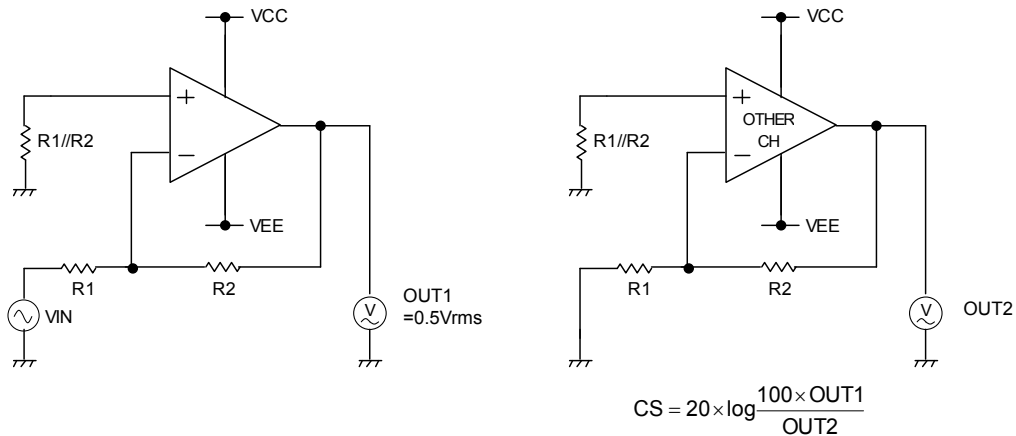 VCC
R1//R2
VEE
R1
R2
VIN
OUT1
=0.5Vrms
V
VCC
OTHER
CH
R1//R2
VEE
R1
R2
V
OUT2
CS = 20×log 100×OUT1
OUT2